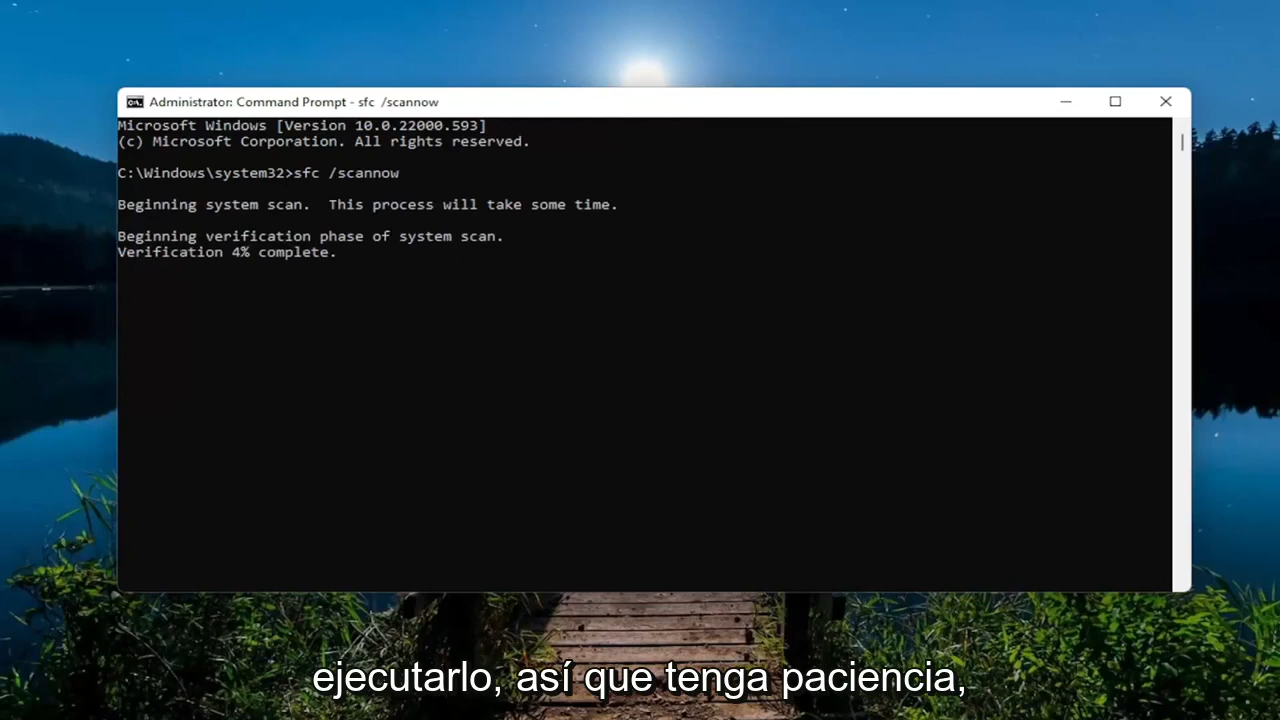 Administrator: Command Prompt - sfc  /scannow
Microsoft Windows [Version 10.0.22000.593]
(c) Microsoft Corporation. All rights reserved.
C:\Windows\system32>sfc /scannow
Beginning system scan.  This process will take some time.
Beginning verification phase of system scan.
Verification 4% complete.
ejecutarlo, así que tenga paciencia,